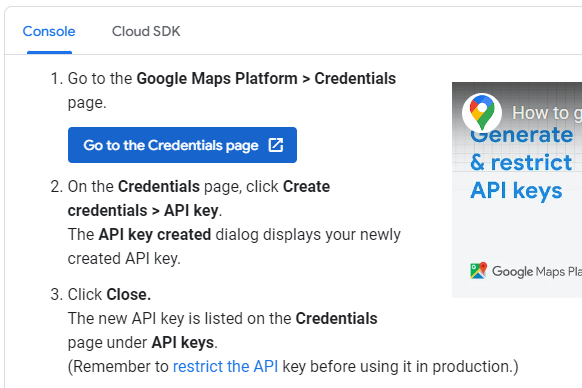 Console Cloud SDK
1. Go to the Google Maps Platform > Credentials
page.
Go to the Credentials page
2. On the Credentials page, click Create
credentials > API key.
The API key created dialog displays your newly
created API key.
3. Click Close.
The new API key is listed on the Credentials
page under API keys.
(Remember to restrict the API key before using it in production.)
How to g
Generate
& restrict
API keys
Google Maps Pla